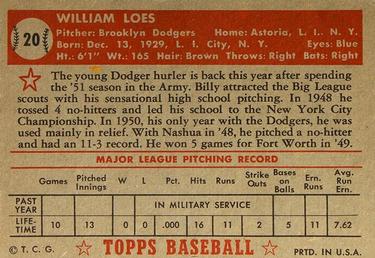 20
WILLIAM LOES
Pitcher: Brooklyn Dodgers Home: Astoria, L. I. N. Y.
Born: Dec. 13, 1929, L. I. City, N. Y. Eyes: Blue
Ht.: 6'1" Wt.: 165 Hair: Brown Throws: Right Bats: Right
The young Dodger hurler is back this year after spending
the '51 season in the Army. Billy attracted the Big League
scouts with his sensational high school pitching. In 1948 he
tossed 4 no-hitters and led his school to the New York City
Championship. In 1950, his only year with the Dodgers, he was
used mainly in relief. With Nashua in '48, he pitched a no-hitter
and had an 11-3 record. He won 5 games for Fort Worth in '49.
MAJOR LEAGUE PITCHING RECORD
Games Pitched Innings W L Pct. Hits Runs Strike Outs Bases on Balls Ern. Runs Avg. Run Ern.
PAST YEAR IN MILITARY SERVICE
LIFE-TIME 10 13 0 0 .000 16 11 2 5 11 7.62
© T. C. G. TOPPS BASEBALL PRTD. IN U.S.A.